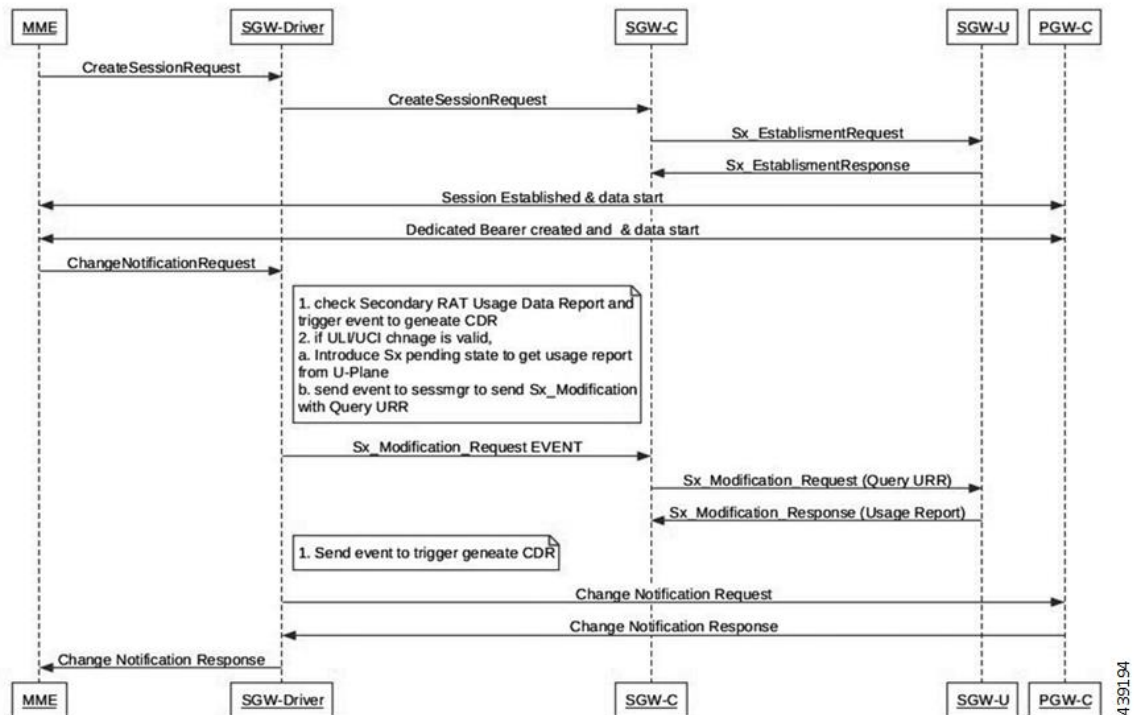 MME SGW-Driver SGW-C SGW-U PGW-C
CreateSessionRequest
CreateSessionRequest
Sx_EstablismentRequest
Sx_EstablismentResponse
Session Established & data start
Dedicated Bearer created and & data start
ChangeNotificationRequest
1. check Secondary RAT Usage Data Report and
trigger event to geneate CDR
2. if ULI/UCI chnage is valid,
a. Introduce Sx pending state to get usage report
from U-Plane
b. send event to sessmgr to send Sx_Modification
with Query URR
Sx_Modification_Request EVENT
Sx_Modification_Request (Query URR)
Sx_Modification_Response (Usage Report)
1. Send event to trigger geneate CDR
Change Notification Request
Change Notification Response
Change Notification Response
MME SGW-Driver SGW-C SGW-U PGW-C
439194